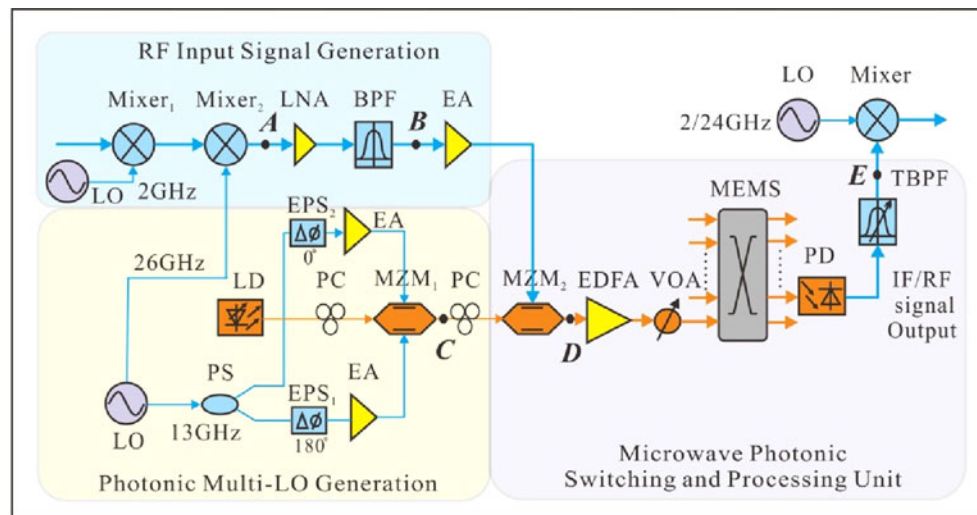 RF Input Signal Generation
Mixer₁
Mixer₂
A
LNA
BPF
B
EA
LO
Mixer
2/24GHz
LO
2GHz
E
TBPF
26GHz
EPS₂
Δϕ
0°
EA
MEMS
LD
PC
MZM₁
PC
MZM₂
EDFA
VOA
PD
IF/RF
signal
Output
C
D
PS
EA
LO
13GHz
EPS₁
Δϕ
180°
Photonic Multi-LO Generation
Microwave Photonic
Switching and Processing Unit